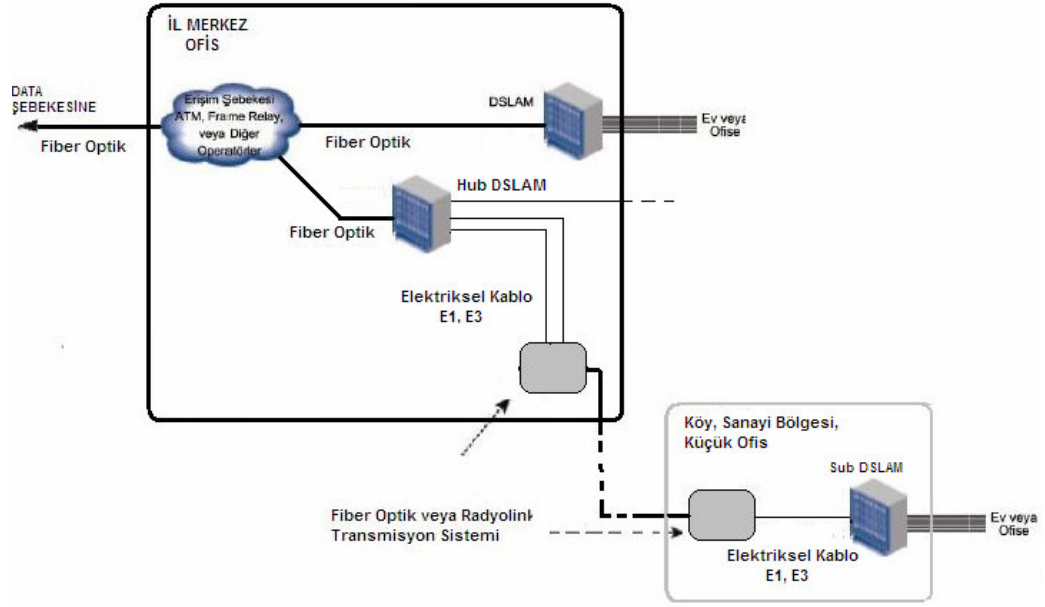 İL MERKEZ
OFİS
DATA
ŞEBEKESİNE
Fiber Optik
Erişim Şebekesi
ATM, Frame Relay,
veya Diğer
Operatörler
Fiber Optik
DSLAM
Ev veya
Ofise
Hub DSLAM
Fiber Optik
Elektriksel Kablo
E1, E3
Köy, Sanayi Bölgesi,
Küçük Ofis
Sub DSLAM
Fiber Optik veya Radyolink
Transmisyon Sistemi
Ev veya
Ofise
Elektriksel Kablo
E1, E3